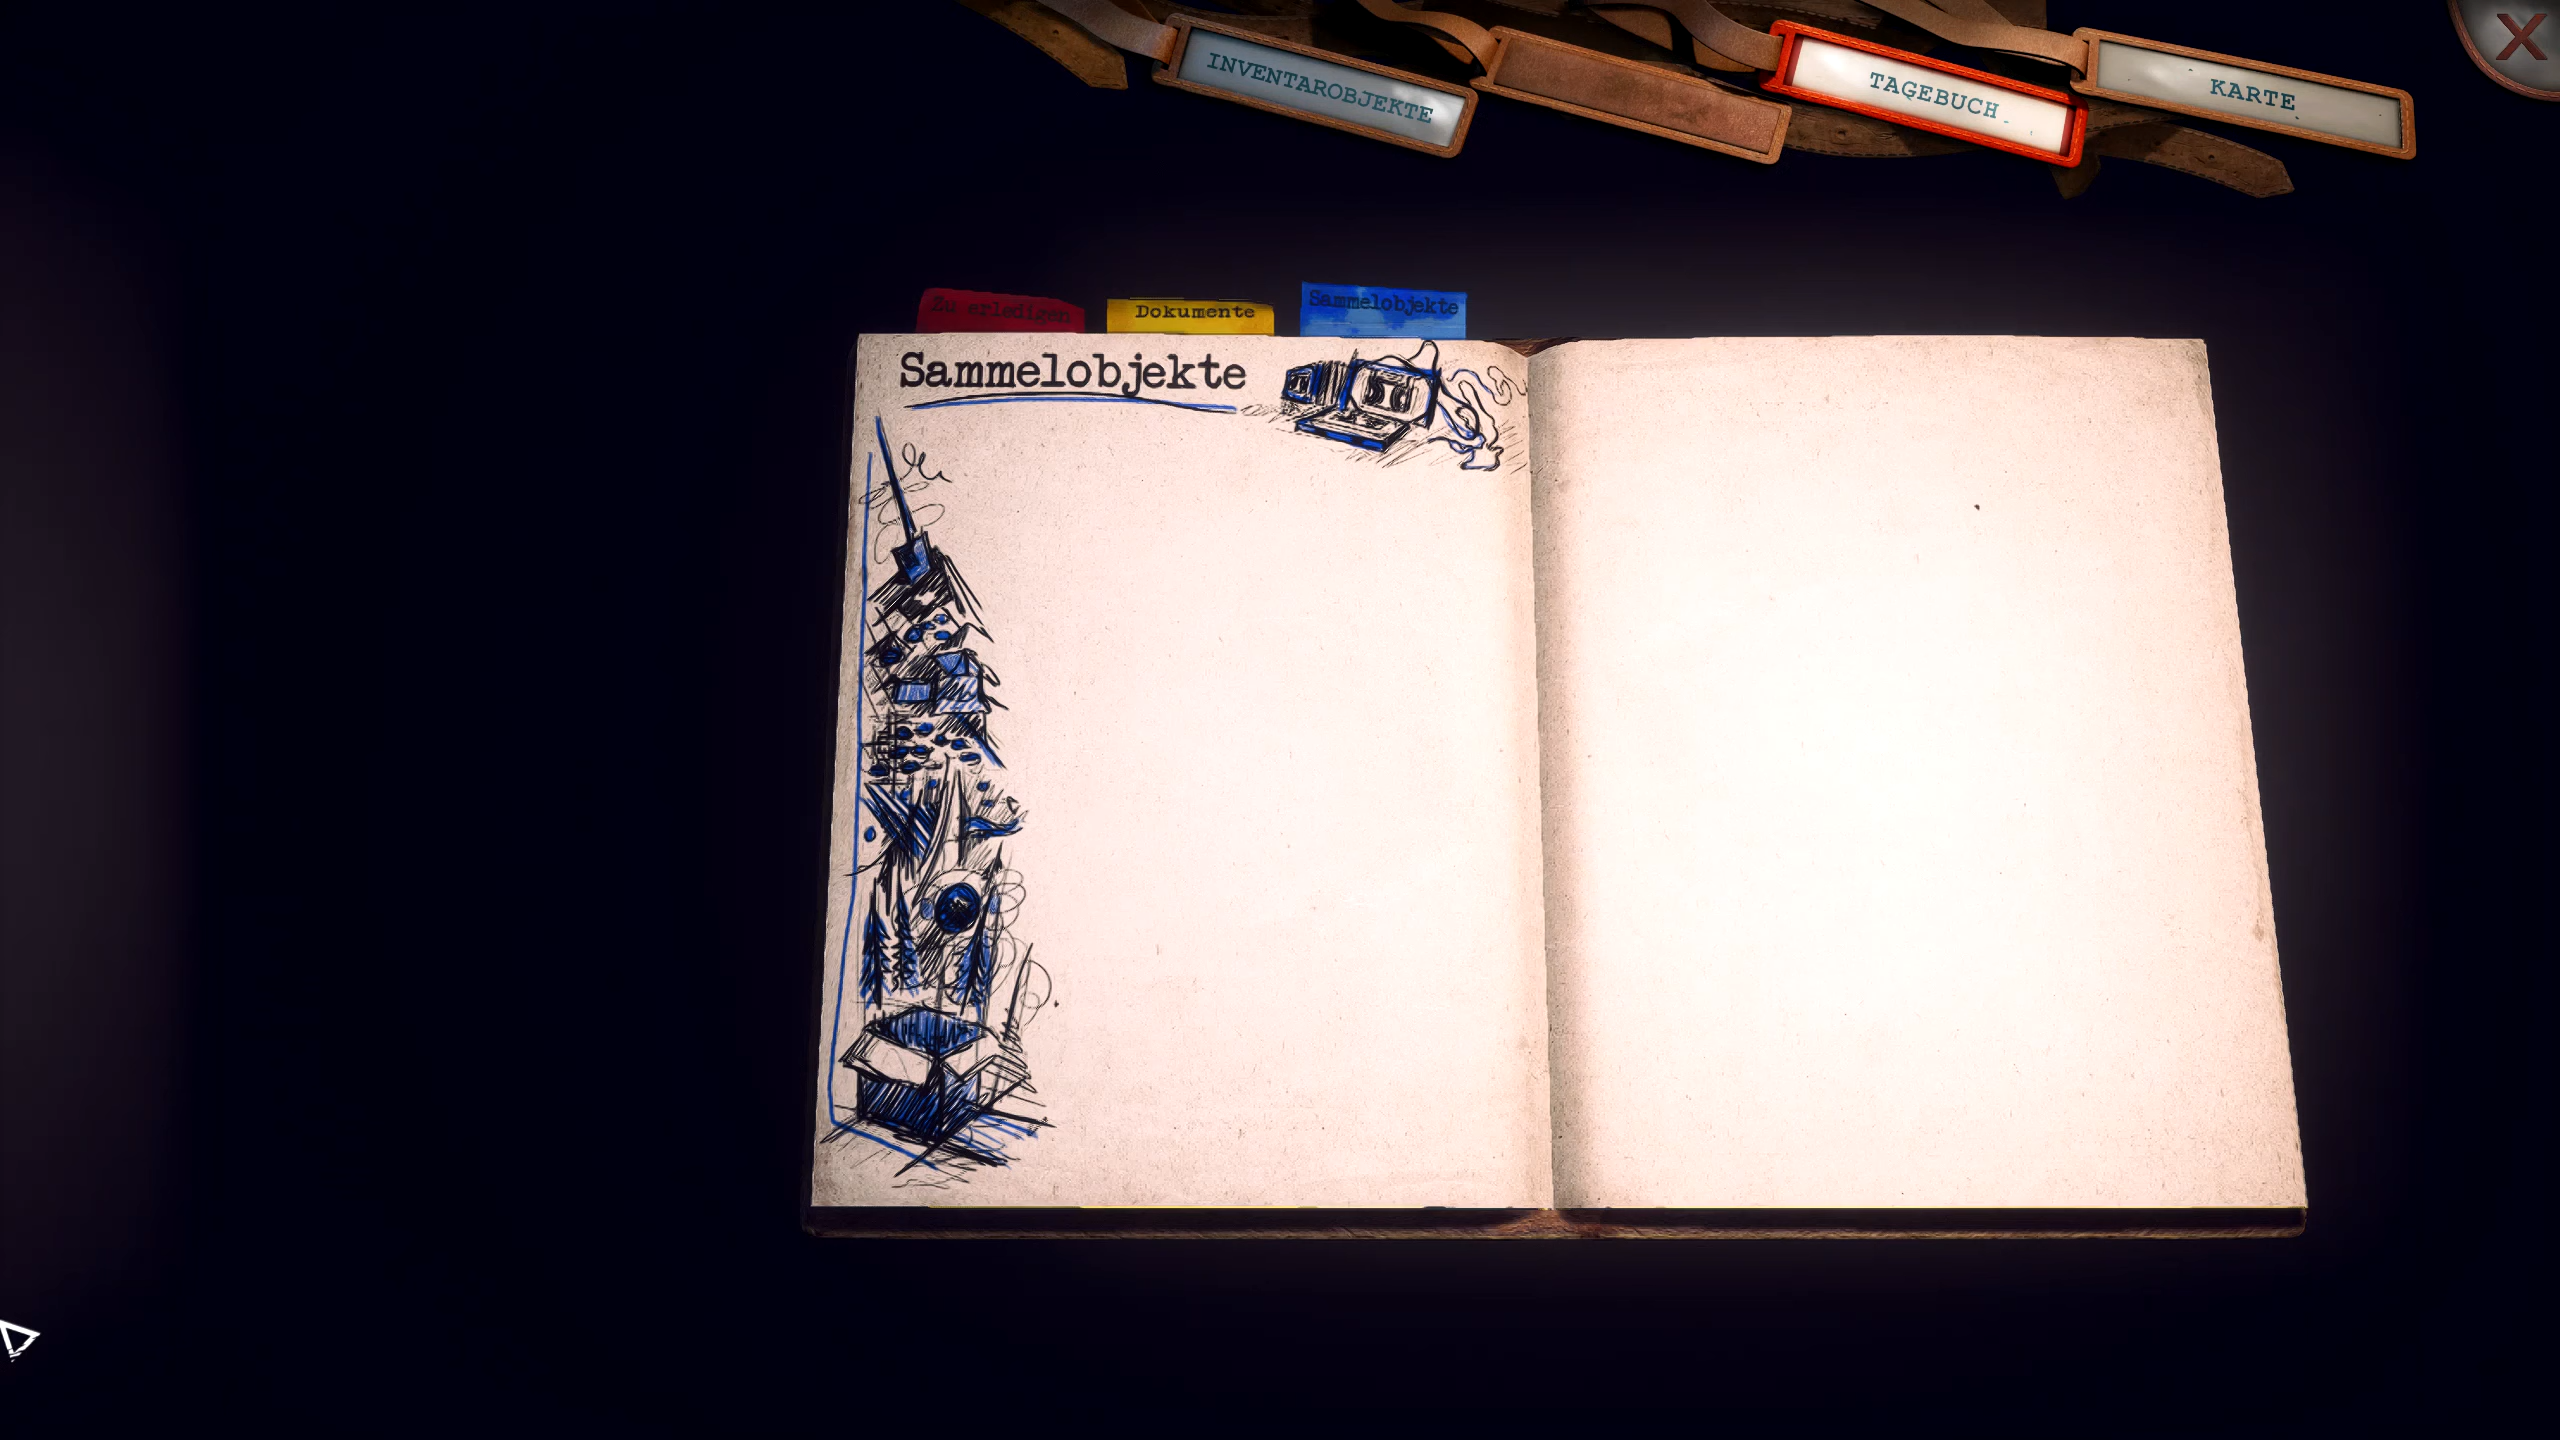 INVENTAROBJEKTE
TAGEBUCH
KARTE
X
Zu erledigen
Dokumente
Sammelobjekte
Sammelobjekte